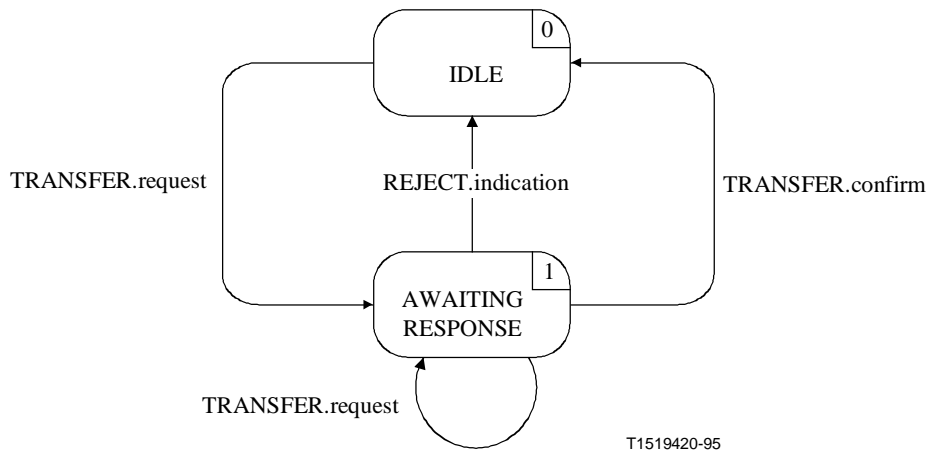 0
IDLE
TRANSFER.request
REJECT.indication
TRANSFER.confirm
1
AWAITING
RESPONSE
TRANSFER.request
T1519420-95